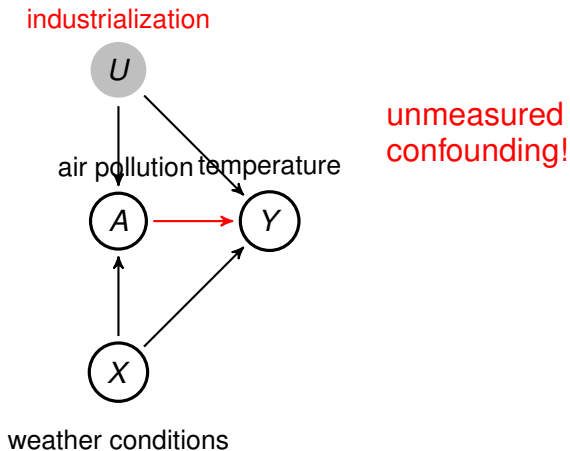 industrialization
U
unmeasured
confounding!
air pollution temperature
A
Y
X
weather conditions